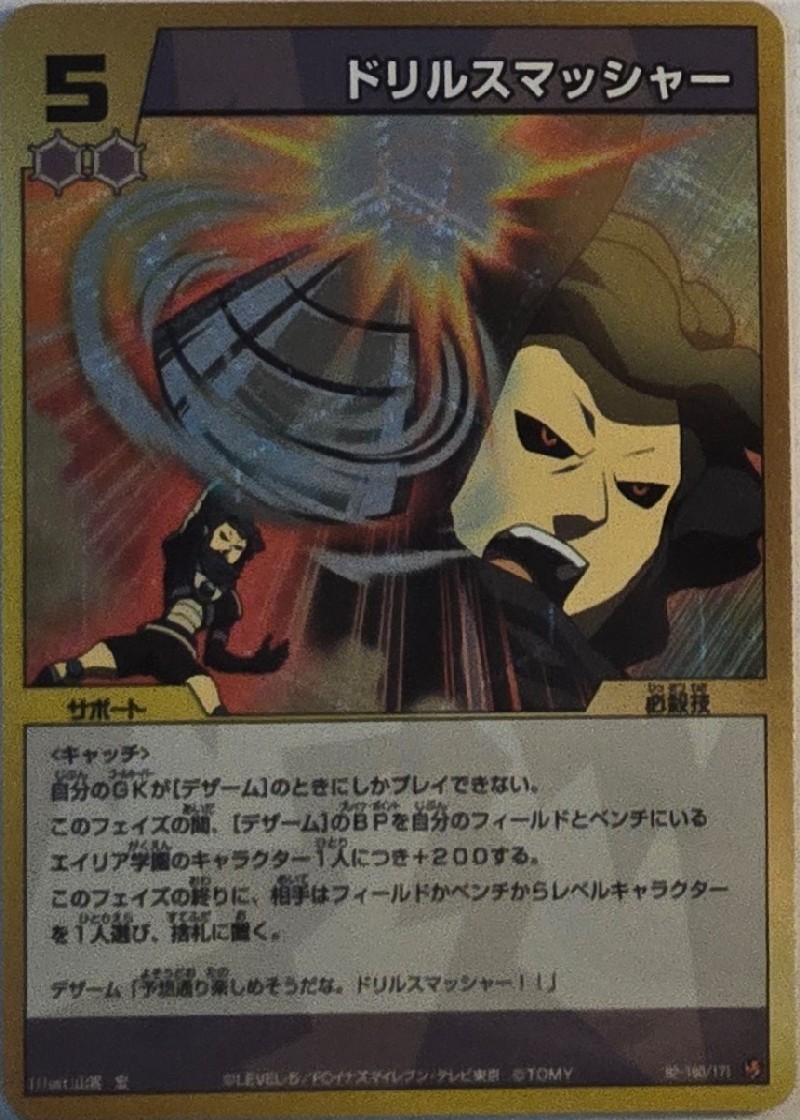 5
ドリルスマッシャー
サポート
必殺技
<キャッチ>
自分のGKが[デザーム]のときにしかプレイできない。
このフェイズの間、[デザーム]のBPを自分のフィールドとベンチにいる
エイリア学園のキャラクター1人につき+200する。
このフェイズの終りに、相手はフィールドかベンチからレベルキャラクター
を1人選び、捨札に置く。
デザーム「予想通り楽しめそうだな。ドリルスマッシャー!!」
©LEVEL-5/FCイナズマイレブン・テレビ東京 ©TOMY